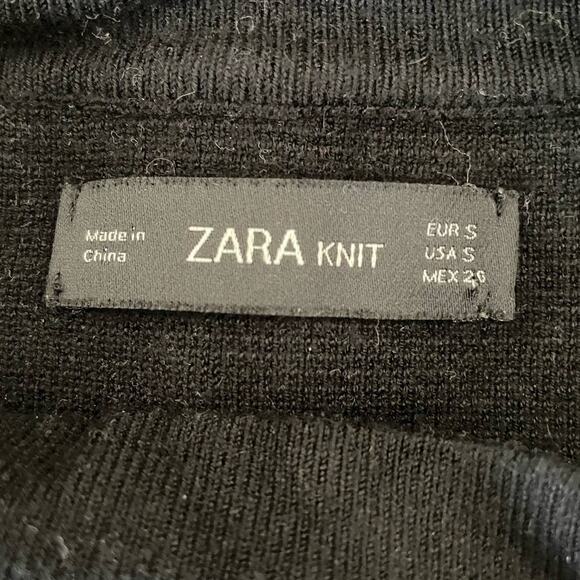 Made in
China
ZARA KNIT
EUR S
USA S
MEX 26